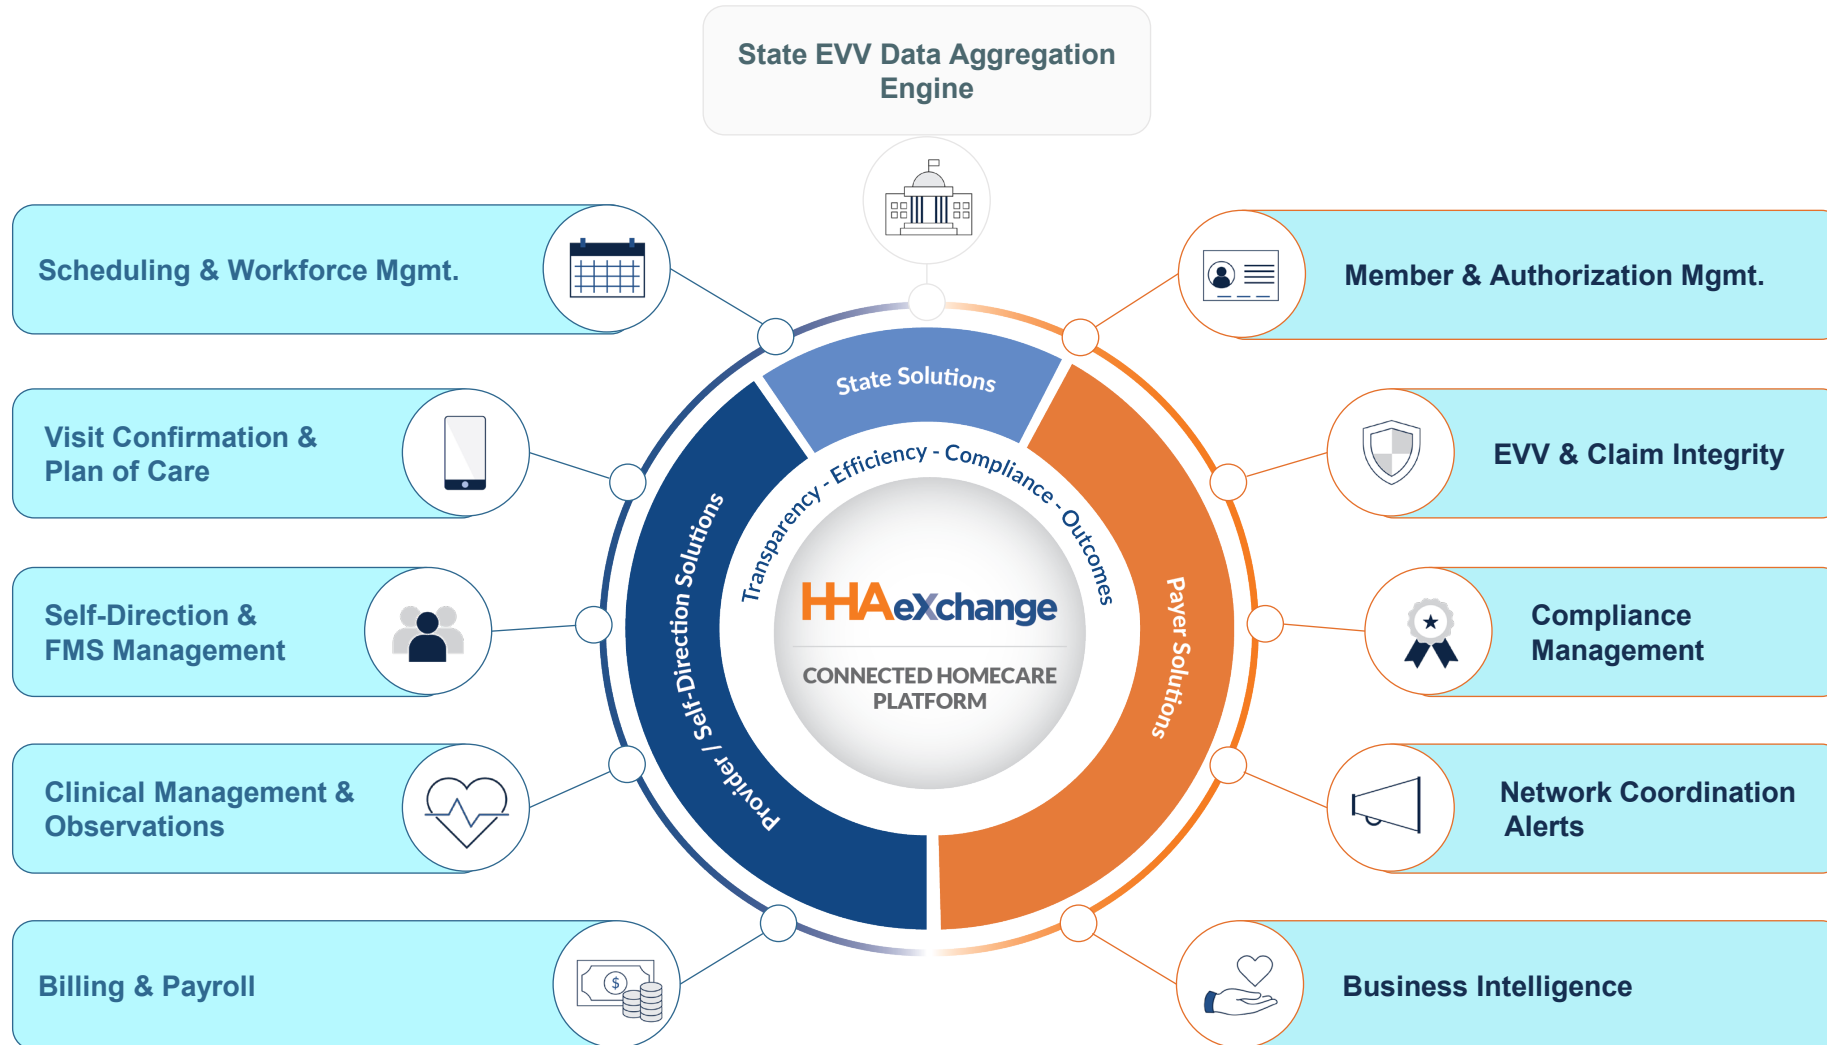 State EVV Data Aggregation
Engine
Scheduling & Workforce Mgmt.
Visit Confirmation &
Plan of Care
Self-Direction &
FMS Management
Clinical Management &
Observations
Billing & Payroll
State Solutions
Provider / Self-Direction Solutions
Payer Solutions
Transparency - Efficiency - Compliance - Outcomes
HHAeXchange
CONNECTED HOMECARE
PLATFORM
$
Member & Authorization Mgmt.
EVV & Claim Integrity
Compliance
Management
Network Coordination
Alerts
Business Intelligence